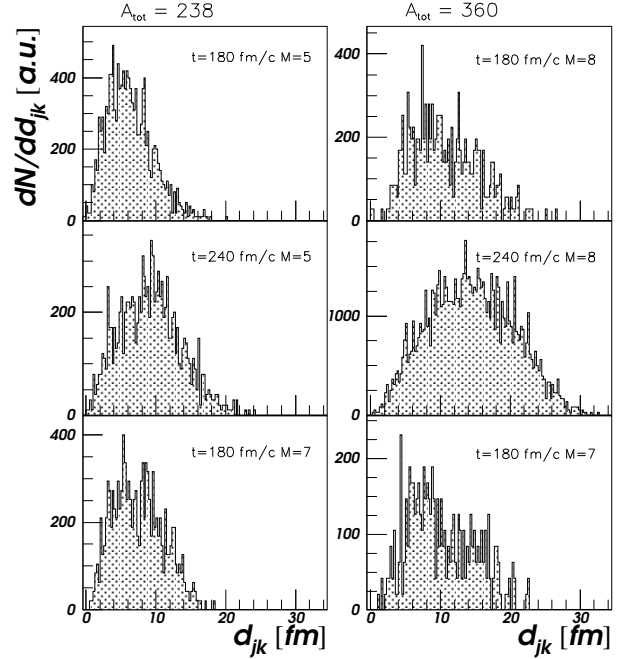 A_tot = 238
A_tot = 360
dN/dd_jk [a.u.]
t=180 fm/c M=5
400
200
0
t=180 fm/c M=8
400
200
0
t=240 fm/c M=5
200
0
t=240 fm/c M=8
1000
0
t=180 fm/c M=7
400
200
0
t=180 fm/c M=7
200
100
0
0 10 20 30
0 10 20 30
d_jk [fm]
d_jk [fm]